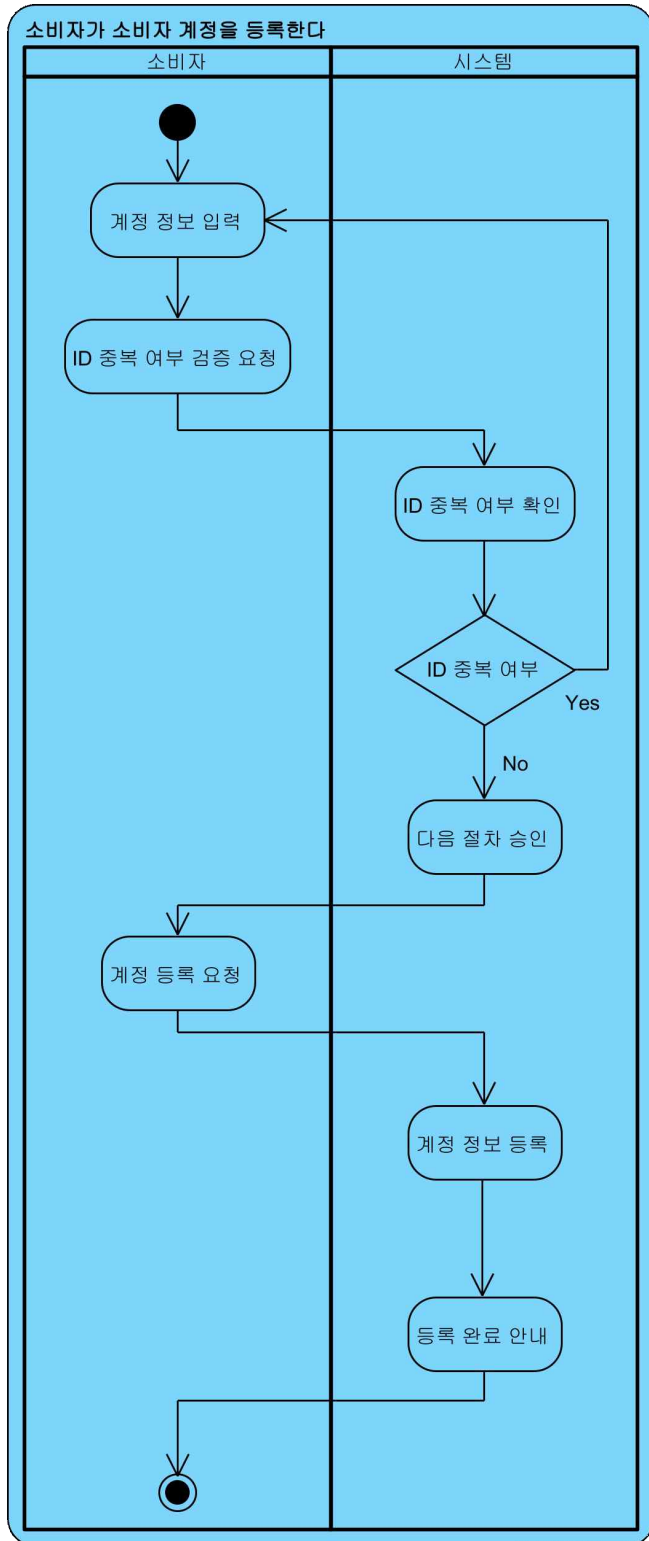 소비자가 소비자 계정을 등록한다
소비자
시스템
계정 정보 입력
ID 중복 여부 검증 요청
ID 중복 여부 확인
ID 중복 여부
Yes
No
다음 절차 승인
계정 등록 요청
계정 정보 등록
등록 완료 안내